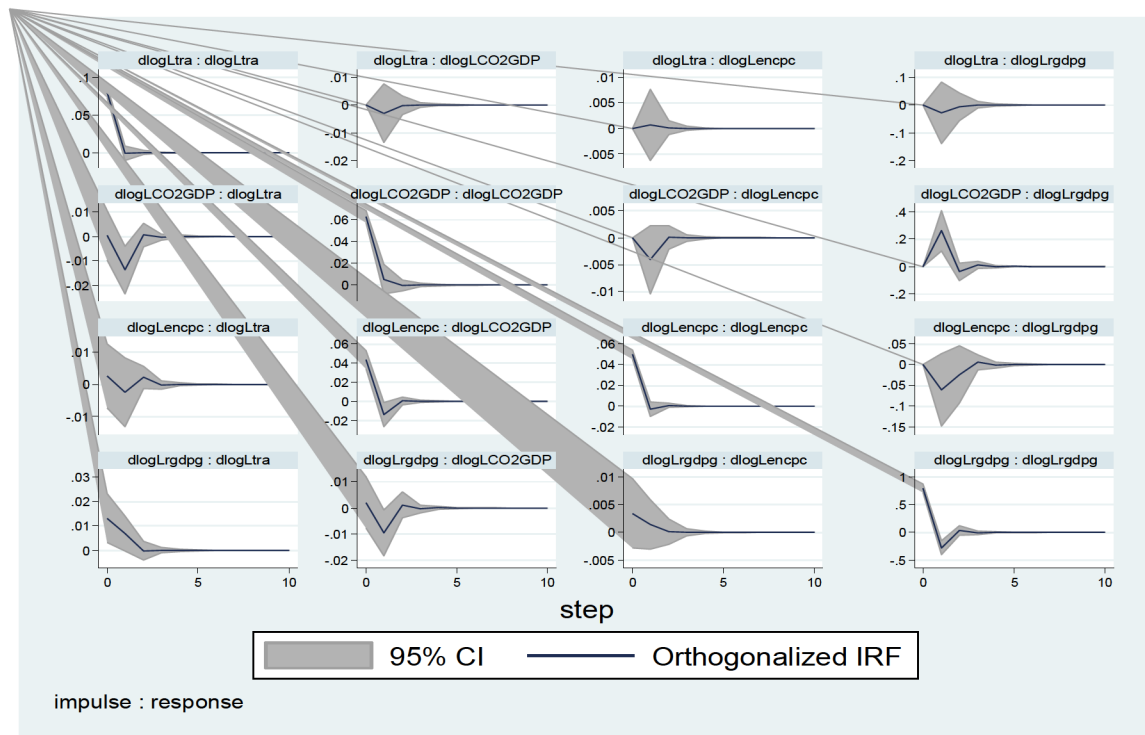 dlogLtra : dlogLtra
dlogLtra : dlogLCO2GDP
dlogLtra : dlogLencpc
dlogLtra : dlogLrgdpg
.1
.05
0
.01
0
-.01
-.02
.01
.005
0
-.005
.1
0
-.1
-.2
dlogLCO2GDP : dlogLtra
dlogLCO2GDP : dlogLCO2GDP
dlogLCO2GDP : dlogLencpc
dlogLCO2GDP : dlogLrgdpg
.01
0
-.01
-.02
.06
.04
.02
0
.005
0
-.005
-.01
.4
.2
0
-.2
dlogLencpc : dlogLtra
dlogLencpc : dlogLCO2GDP
dlogLencpc : dlogLencpc
dlogLencpc : dlogLrgdpg
.01
0
-.01
.06
.04
.02
0
-.02
.06
.04
.02
0
-.02
.05
0
-.05
-.1
-.15
dlogLrgdpg : dlogLtra
dlogLrgdpg : dlogLCO2GDP
dlogLrgdpg : dlogLencpc
dlogLrgdpg : dlogLrgdpg
.03
.02
.01
0
.01
0
-.01
-.02
.01
.005
0
-.005
1
.5
0
-.5
0 5 10
0 5 10
0 5 10
0 5 10
step
95% CI
Orthogonalized IRF
impulse : response